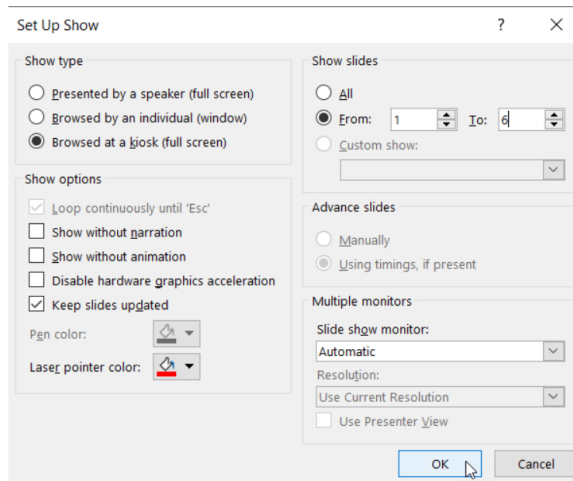 Set Up Show
?
Show type
Presented by a speaker (full screen)
Browsed by an individual (window)
Browsed at a kiosk (full screen)
Show options
Loop continuously until 'Esc'
Show without narration
Show without animation
Disable hardware graphics acceleration
Keep slides updated
Pen color:
Laser pointer color:
Show slides
All
From: 1 To: 6
Custom show:
Advance slides
Manually
Using timings, if present
Multiple monitors
Slide show monitor:
Automatic
Resolution:
Use Current Resolution
Use Presenter View
OK Cancel